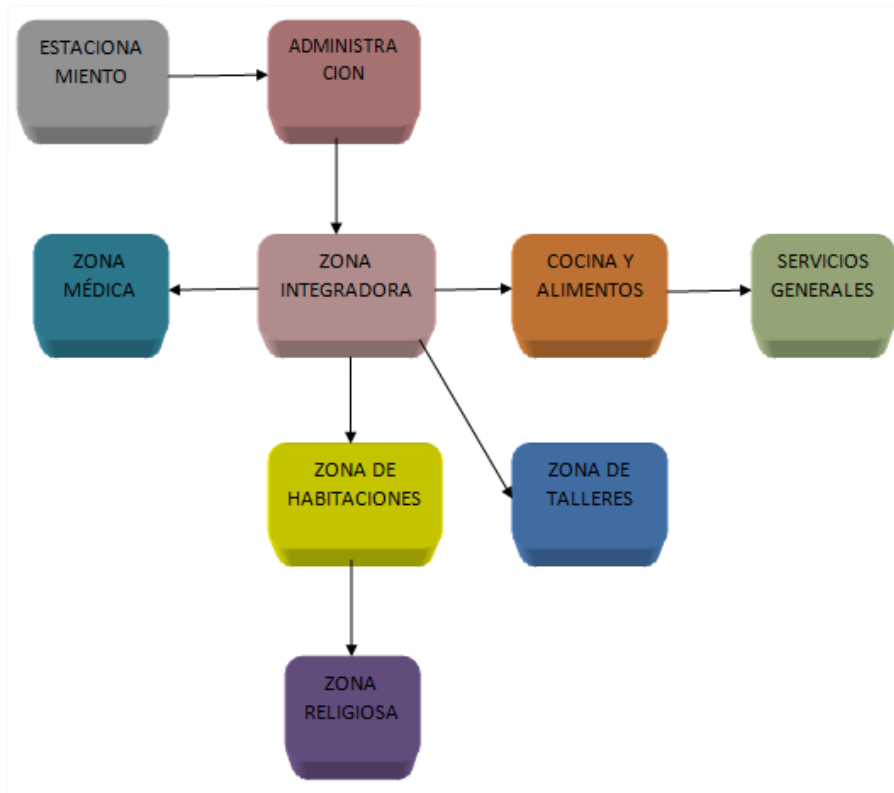 ESTACIONA
MIENTO
ADMINISTRA
CION
ZONA
MÉDICA
ZONA
INTEGRADORA
COCINA Y
ALIMENTOS
SERVICIOS
GENERALES
ZONA DE
HABITACIONES
ZONA DE
TALLERES
ZONA
RELIGIOSA